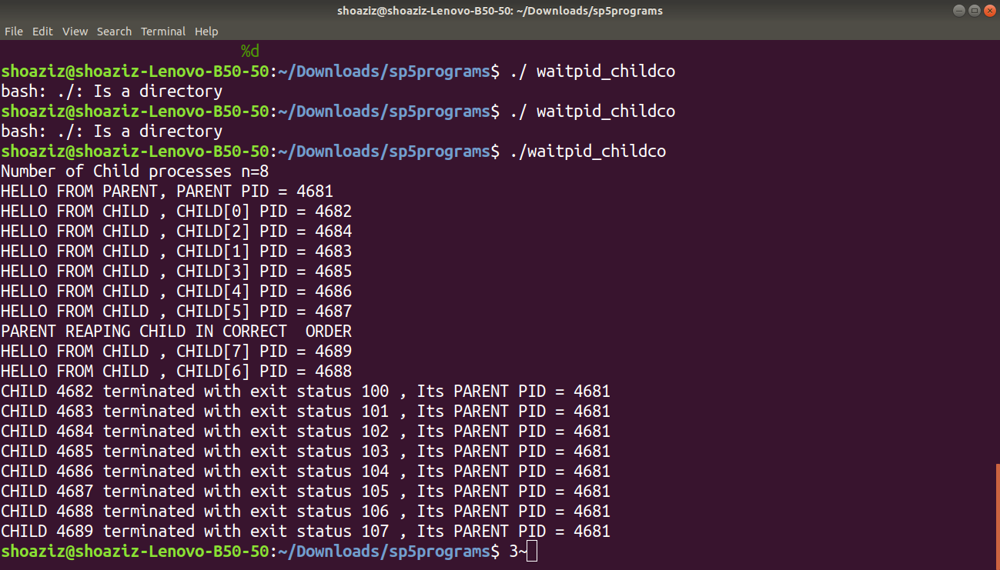 shoaziz@shoaziz-Lenovo-B50-50: ~/Downloads/sp5programs
File Edit View Search Terminal Help
%d
shoaziz@shoaziz-Lenovo-B50-50:~/Downloads/sp5programs$ ./ waitpid_childco
bash: ./: Is a directory
shoaziz@shoaziz-Lenovo-B50-50:~/Downloads/sp5programs$ ./ waitpid_childco
bash: ./: Is a directory
shoaziz@shoaziz-Lenovo-B50-50:~/Downloads/sp5programs$ ./waitpid_childco
Number of Child processes n=8
HELLO FROM PARENT, PARENT PID = 4681
HELLO FROM CHILD , CHILD[0] PID = 4682
HELLO FROM CHILD , CHILD[2] PID = 4684
HELLO FROM CHILD , CHILD[1] PID = 4683
HELLO FROM CHILD , CHILD[3] PID = 4685
HELLO FROM CHILD , CHILD[4] PID = 4686
HELLO FROM CHILD , CHILD[5] PID = 4687
PARENT REAPING CHILD IN CORRECT  ORDER
HELLO FROM CHILD , CHILD[7] PID = 4689
HELLO FROM CHILD , CHILD[6] PID = 4688
CHILD 4682 terminated with exit status 100 , Its PARENT PID = 4681
CHILD 4683 terminated with exit status 101 , Its PARENT PID = 4681
CHILD 4684 terminated with exit status 102 , Its PARENT PID = 4681
CHILD 4685 terminated with exit status 103 , Its PARENT PID = 4681
CHILD 4686 terminated with exit status 104 , Its PARENT PID = 4681
CHILD 4687 terminated with exit status 105 , Its PARENT PID = 4681
CHILD 4688 terminated with exit status 106 , Its PARENT PID = 4681
CHILD 4689 terminated with exit status 107 , Its PARENT PID = 4681
shoaziz@shoaziz-Lenovo-B50-50:~/Downloads/sp5programs$ 3~